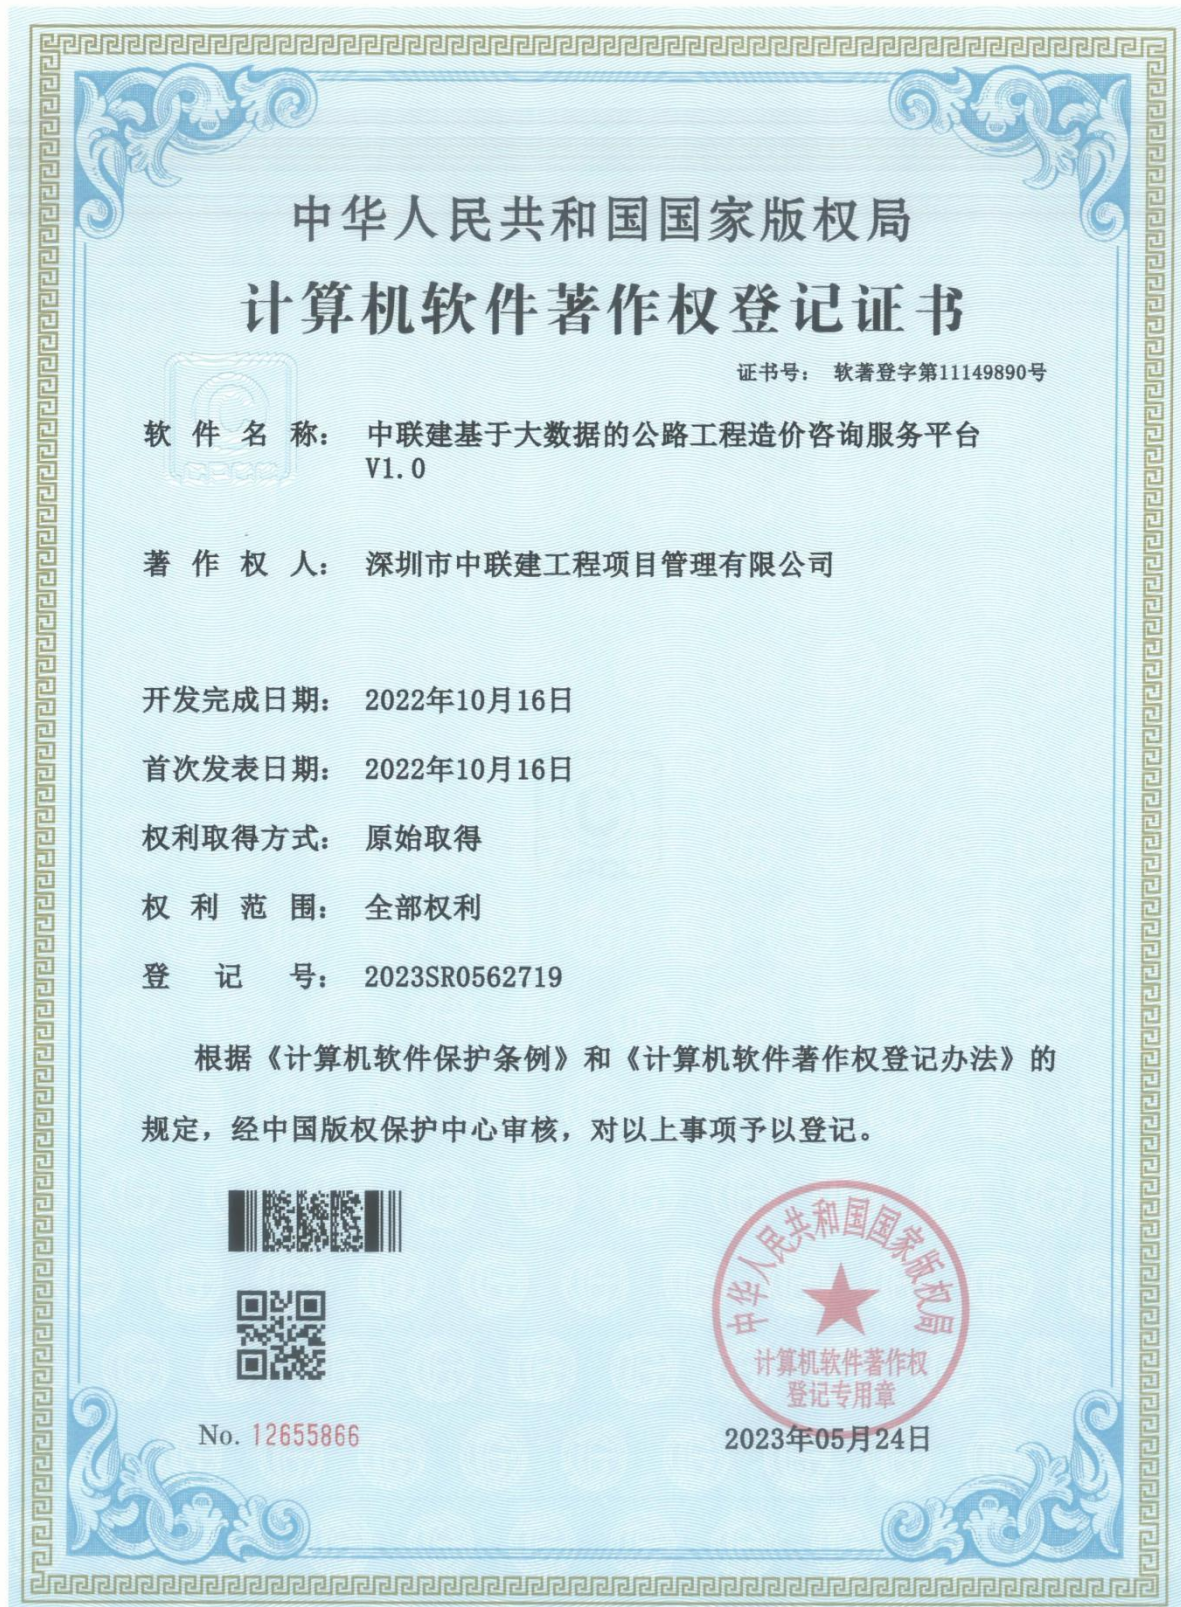 中华人民共和国国家版权局
计算机软件著作权登记证书
证书号： 软著登字第11149890号
软件名称： 中联建基于大数据的公路工程造价咨询服务平台
V1.0
著作权人： 深圳市中联建工程项目管理有限公司
开发完成日期： 2022年10月16日
首次发表日期： 2022年10月16日
权利取得方式： 原始取得
权利范围： 全部权利
登记号： 2023SR0562719
根据《计算机软件保护条例》和《计算机软件著作权登记办法》的
规定，经中国版权保护中心审核，对以上事项予以登记。
中华人民共和国国家版权局
计算机软件著作权
登记专用章
No. 12655866
2023年05月24日